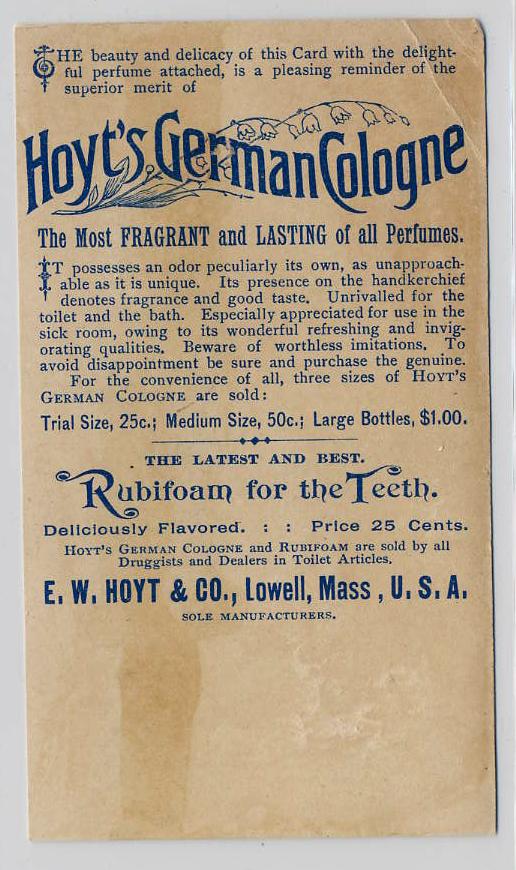 THE beauty and delicacy of this Card with the delight-
ful perfume attached, is a pleasing reminder of the
superior merit of
Hoyt's German Cologne
The Most FRAGRANT and LASTING of all Perfumes.
IT possesses an odor peculiarly its own, as unapproach-
able as it is unique. Its presence on the handkerchief
denotes fragrance and good taste. Unrivalled for the
toilet and the bath. Especially appreciated for use in the
sick room, owing to its wonderful refreshing and invig-
orating qualities. Beware of worthless imitations. To
avoid disappointment be sure and purchase the genuine.
For the convenience of all, three sizes of HOYT'S
GERMAN COLOGNE are sold:
Trial Size, 25c.; Medium Size, 50c.; Large Bottles, $1.00.
THE LATEST AND BEST.
Rubifoam for the Teeth.
Deliciously Flavored. : : Price 25 Cents.
HOYT'S GERMAN COLOGNE and RUBIFOAM are sold by all
Druggists and Dealers in Toilet Articles.
E. W. HOYT & CO., Lowell, Mass, U. S. A.
SOLE MANUFACTURERS.